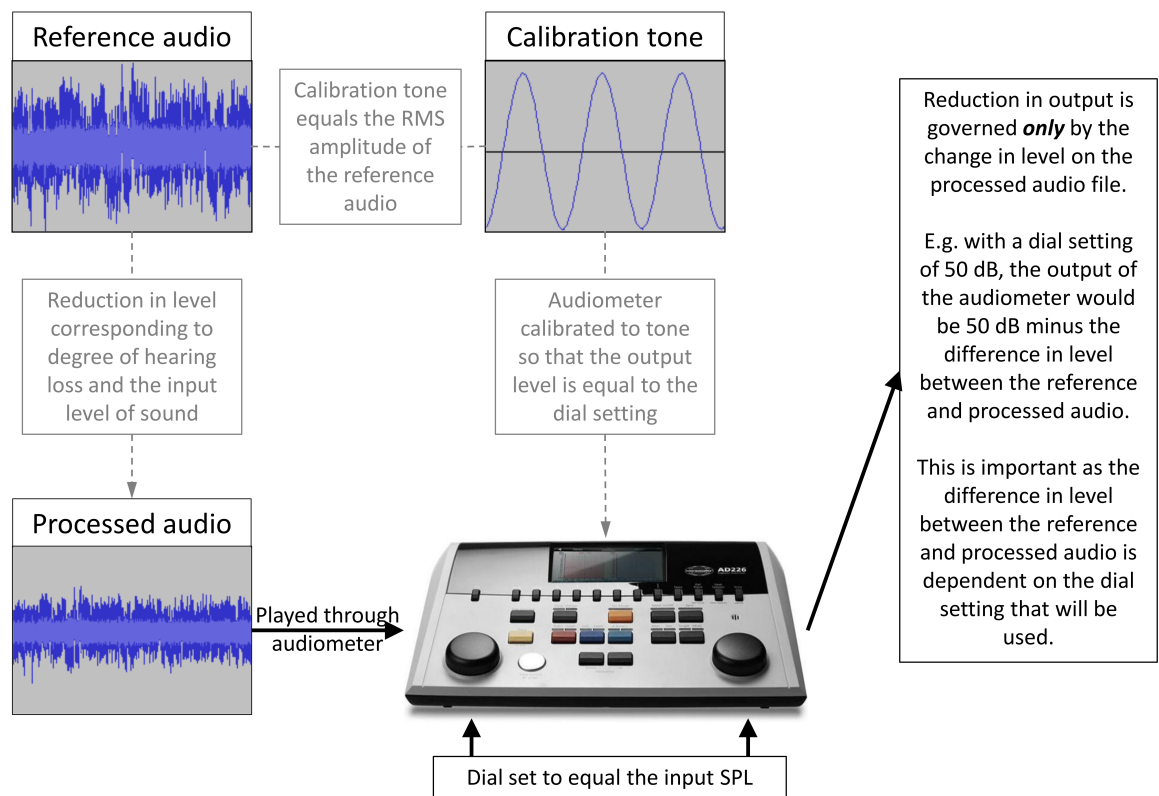 Reference audio
Calibration tone
Calibration tone
equals the RMS
amplitude of
the reference
audio
Reduction in output is
governed only by the
change in level on the
processed audio file.
E.g. with a dial setting
of 50 dB, the output of
the audiometer would
be 50 dB minus the
difference in level
between the reference
and processed audio.
This is important as the
difference in level
between the reference
and processed audio is
dependent on the dial
setting that will be
used.
Reduction in level
corresponding to
degree of hearing
loss and the input
level of sound
Audiometer
calibrated to tone
so that the output
level is equal to the
dial setting
Processed audio
Played through
audiometer
AD226
Dial set to equal the input SPL